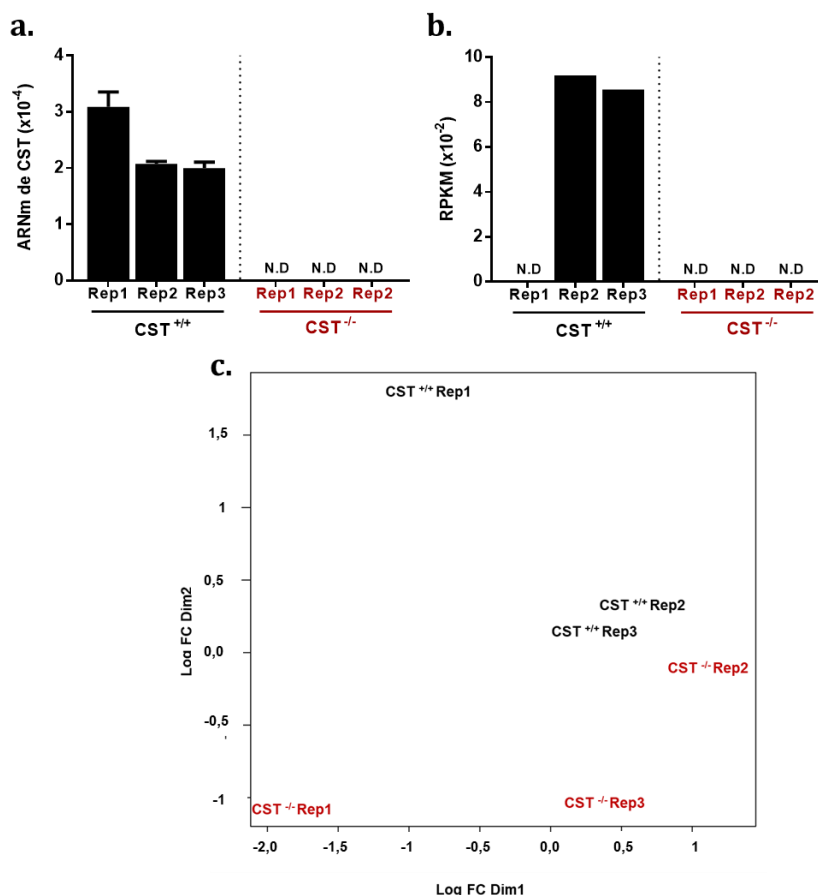 a.
ARNm de CST (x10⁻⁴)
4
3
2
1
0
N.D N.D N.D
Rep1 Rep2 Rep3 Rep1 Rep2 Rep2
CST +/+ CST -/-
b.
RPKM (x10⁻²)
10
8
6
4
2
0
N.D N.D N.D N.D
Rep1 Rep2 Rep3 Rep1 Rep2 Rep2
CST +/+ CST -/-
c.
Log FC Dim2
1,5
1
0,5
0,0
-0,5
-
-1
CST +/+ Rep1
CST +/+ Rep2
CST +/+ Rep3
CST -/- Rep2
CST -/- Rep1 CST -/- Rep3
-2,0 -1,5 -1 -0,5 0,0 0,5 1
Log FC Dim1